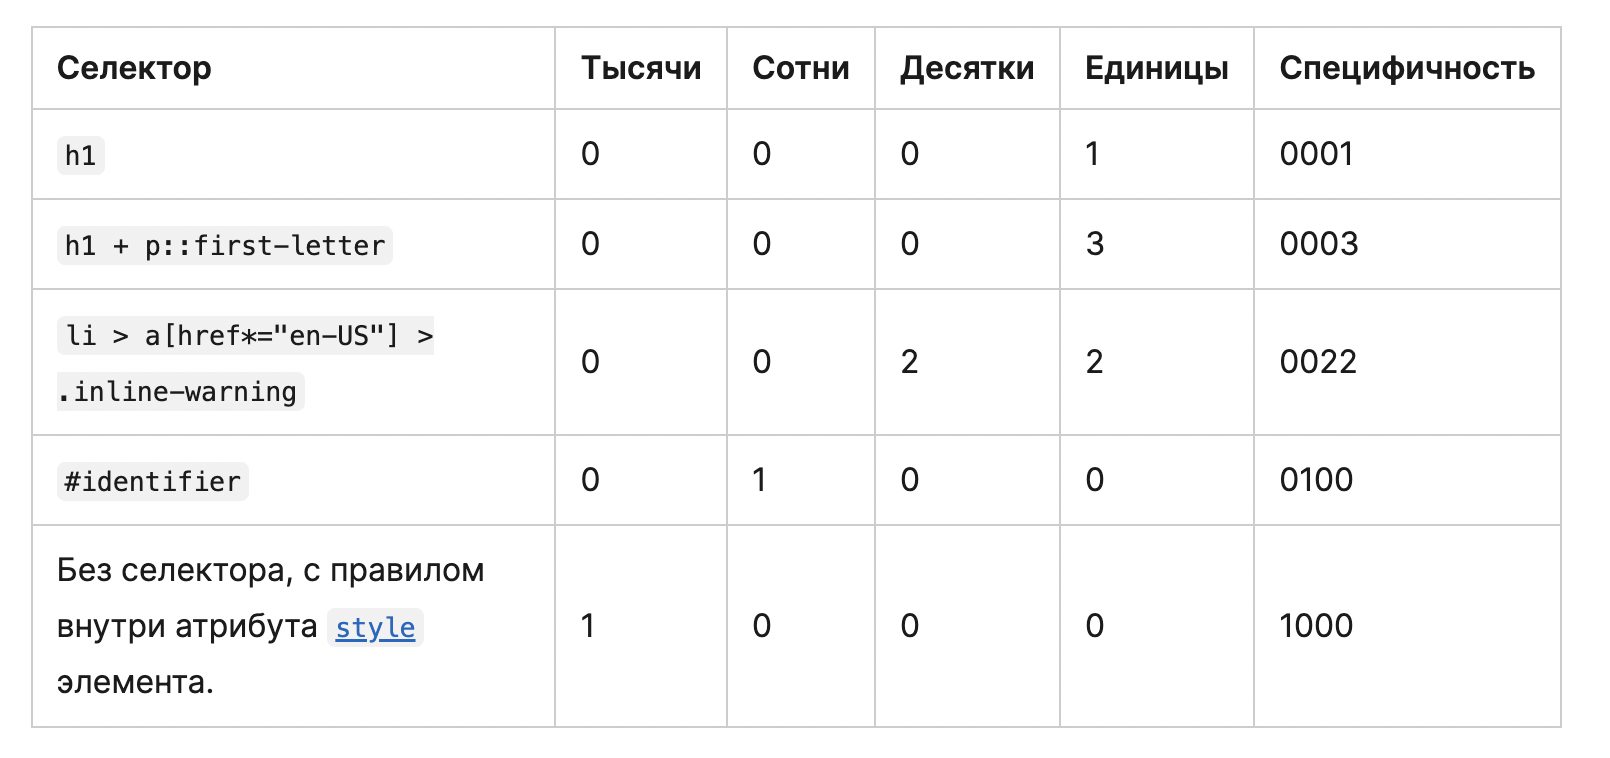 Селектор Тысячи Сотни Десятки Единицы Специфичность
h1 0 0 0 1 0001
h1 + p::first-letter 0 0 0 3 0003
li > a[href*="en-US"] >
.inline-warning 0 0 2 2 0022
#identifier 0 1 0 0 0100
Без селектора, с правилом
внутри атрибута style 1 0 0 0 1000
элемента.